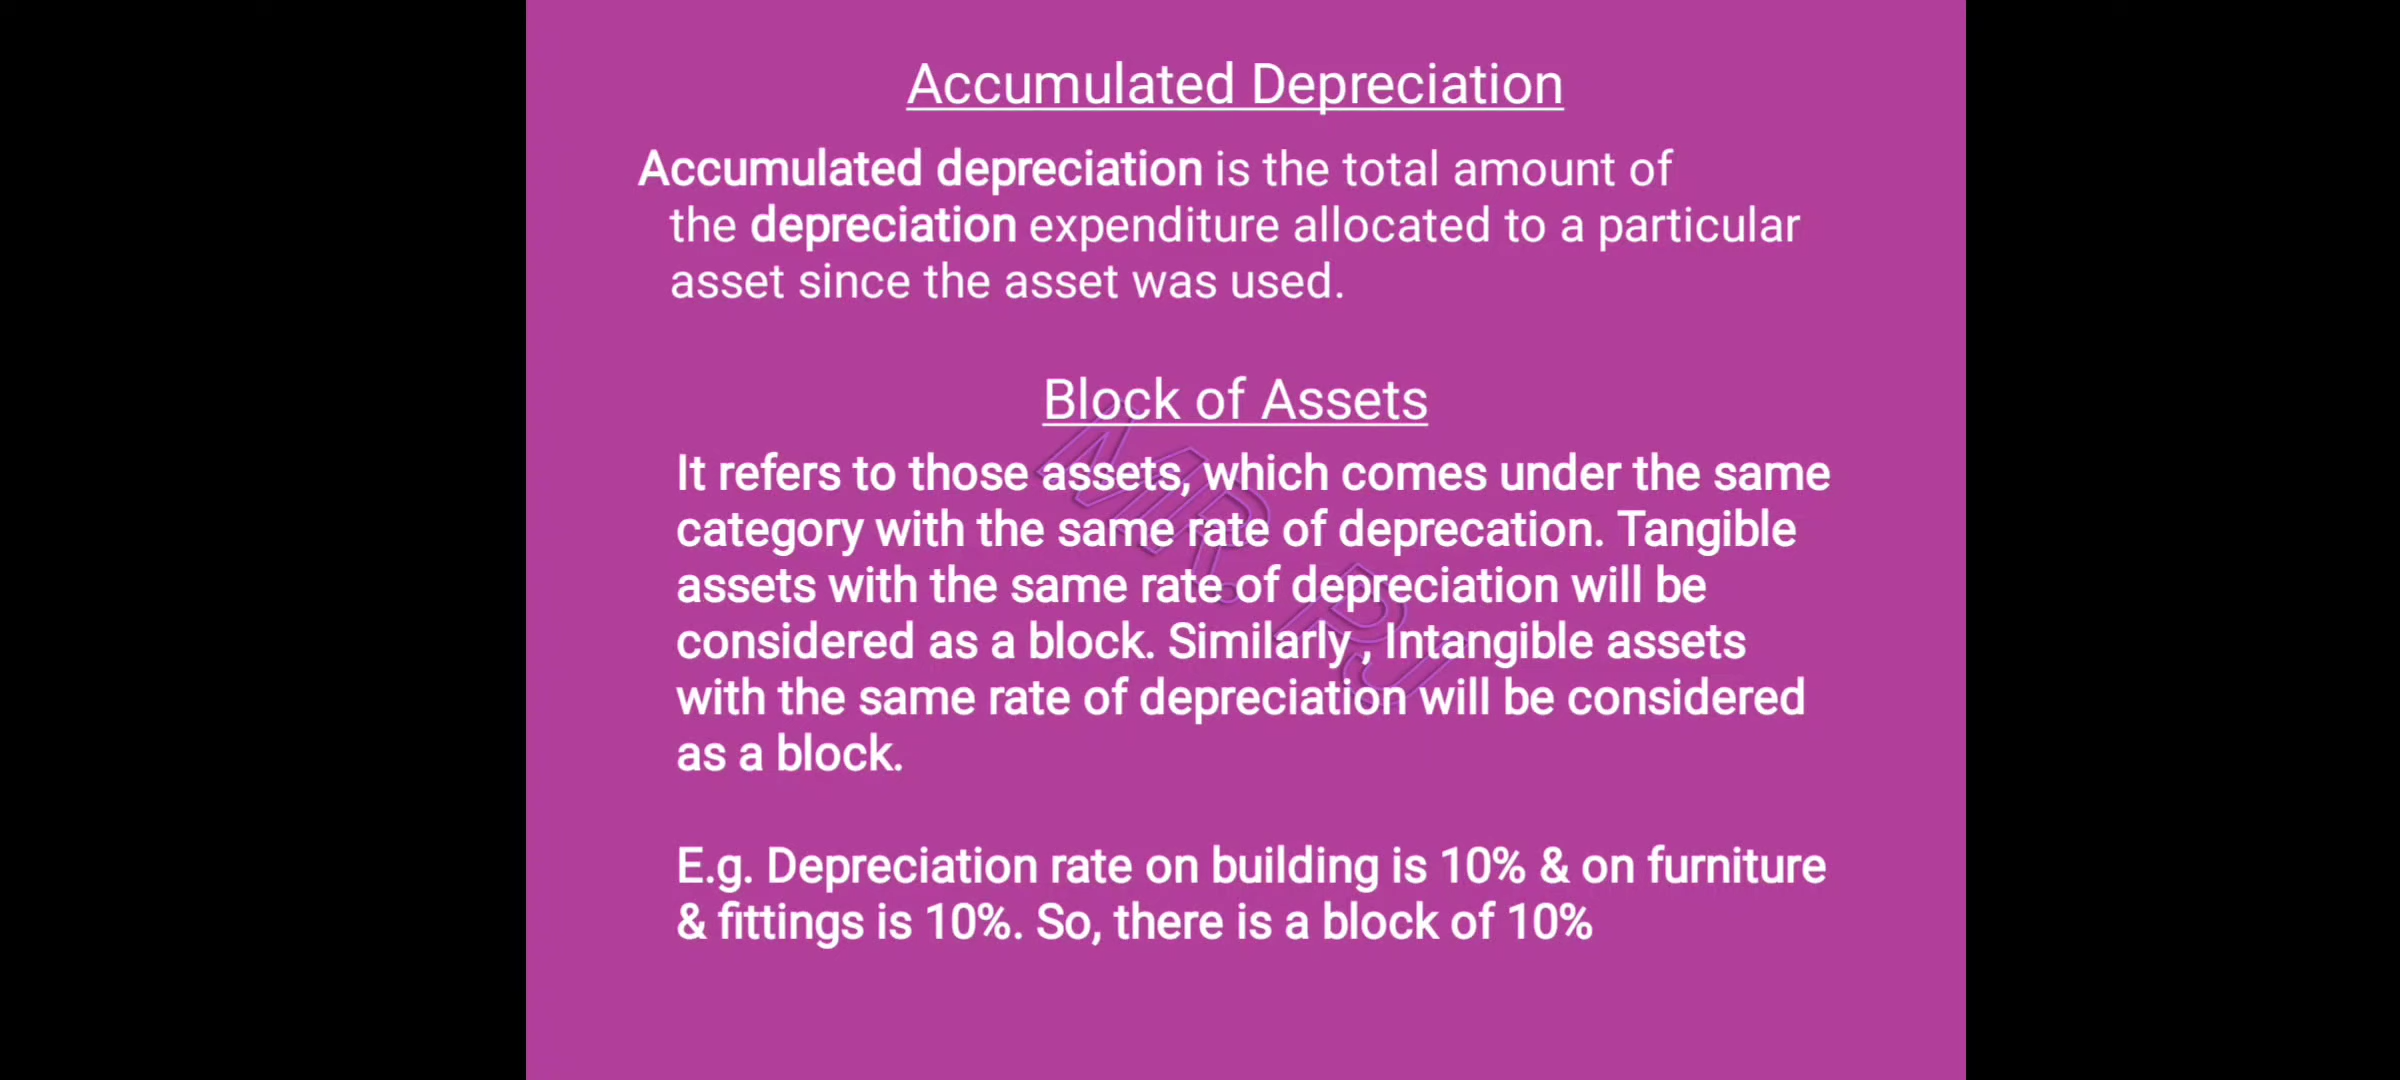 Accumulated Depreciation
Accumulated depreciation is the total amount of
the depreciation expenditure allocated to a particular
asset since the asset was used.
Block of Assets
It refers to those assets, which comes under the same
category with the same rate of deprecation. Tangible
assets with the same rate of depreciation will be
considered as a block. Similarly , Intangible assets
with the same rate of depreciation will be considered
as a block.
E.g. Depreciation rate on building is 10% & on furniture
& fittings is 10%. So, there is a block of 10%
MR. RJ